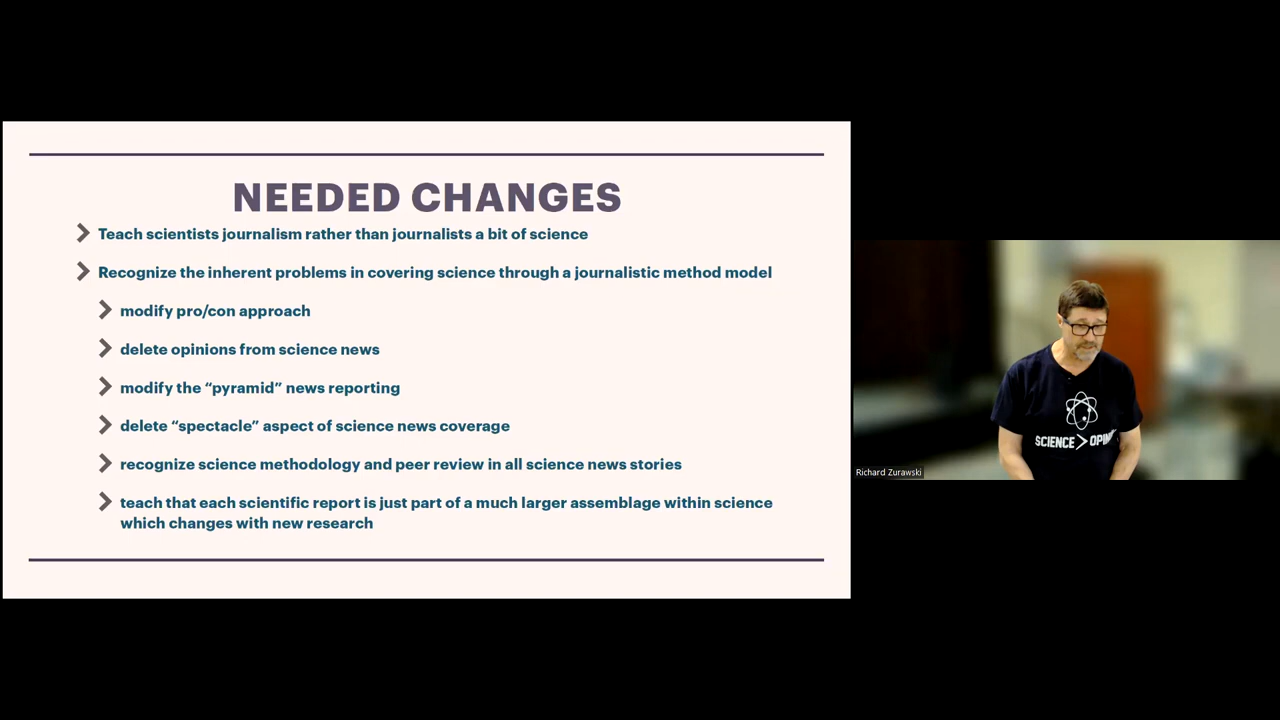 NEEDED CHANGES
Teach scientists journalism rather than journalists a bit of science
Recognize the inherent problems in covering science through a journalistic method model
modify pro/con approach
delete opinions from science news
modify the “pyramid” news reporting
delete “spectacle” aspect of science news coverage
recognize science methodology and peer review in all science news stories
teach that each scientific report is just part of a much larger assemblage within science
which changes with new research
SCIENCE>
Richard Zurawski